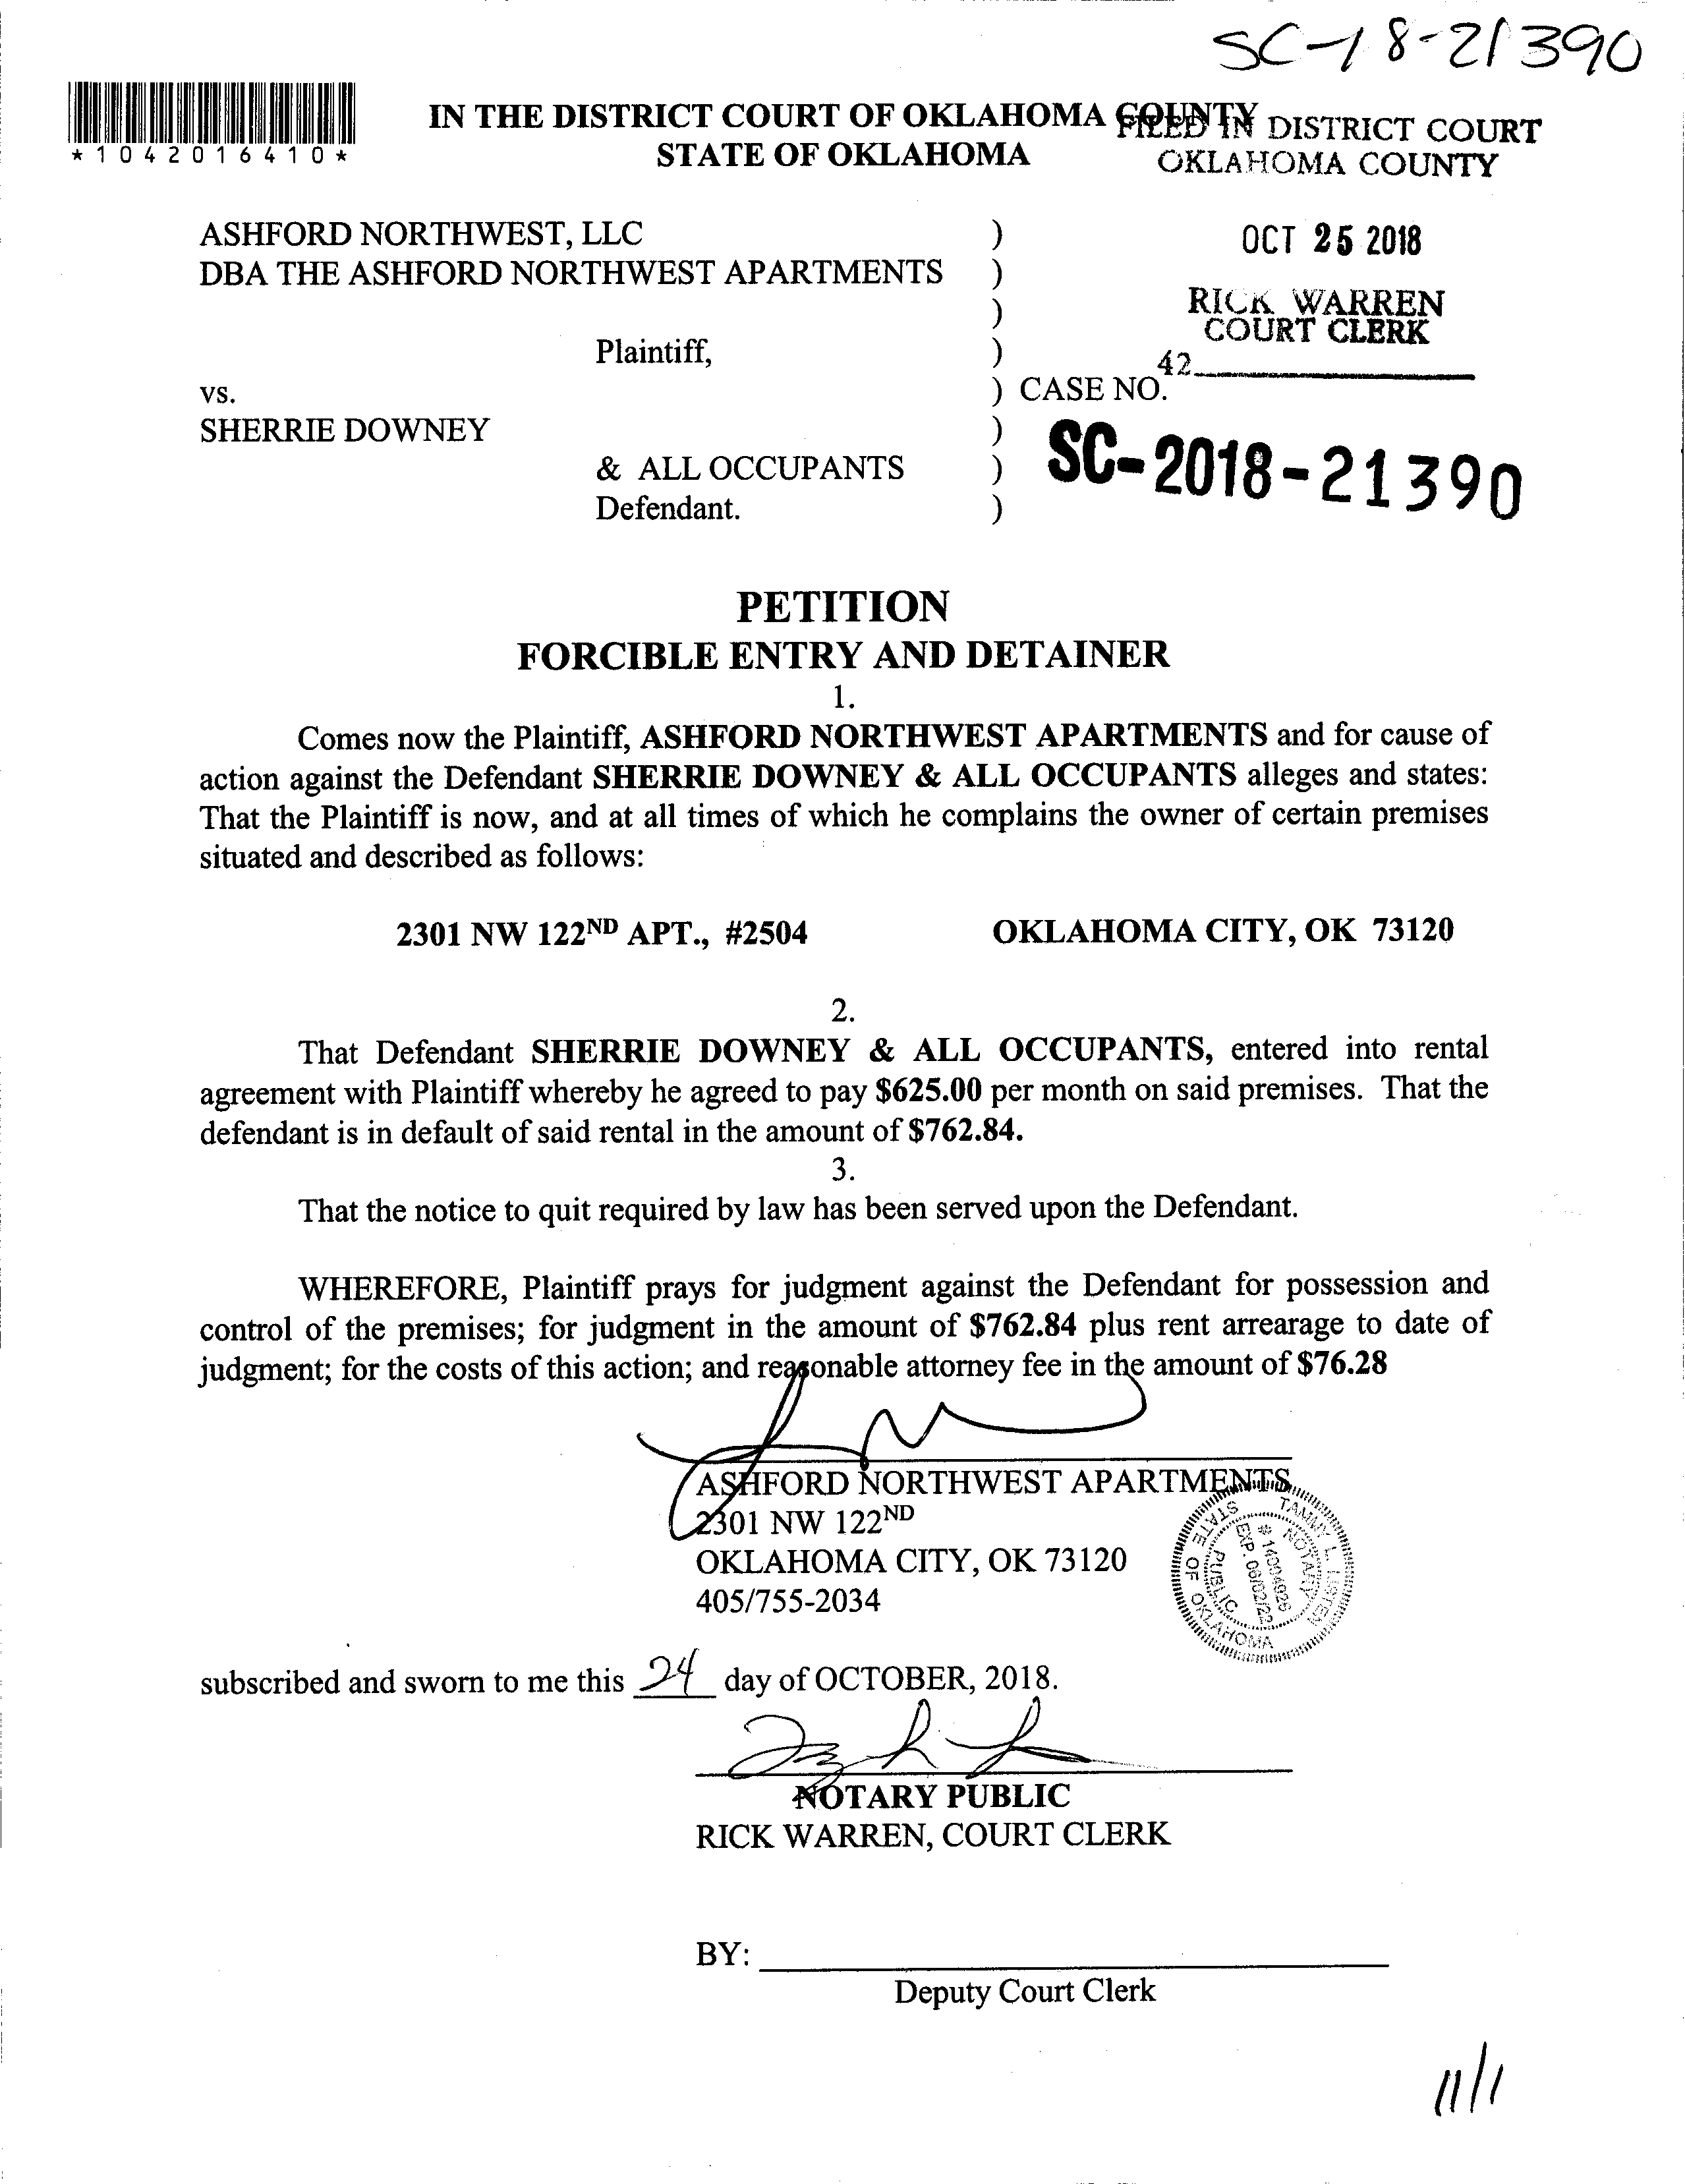 SC-18-21390
*1042016410*
IN THE DISTRICT COURT OF OKLAHOMA COUNTY
STATE OF OKLAHOMA
FILED IN DISTRICT COURT
OKLAHOMA COUNTY
OCT 25 2018
RICK WARREN
COURT CLERK
42
ASHFORD NORTHWEST, LLC )
DBA THE ASHFORD NORTHWEST APARTMENTS )
)
Plaintiff, )
vs. ) CASE NO.
SHERRIE DOWNEY )
& ALL OCCUPANTS )
Defendant. )
SC-2018-21390
PETITION
FORCIBLE ENTRY AND DETAINER
1.
Comes now the Plaintiff, ASHFORD NORTHWEST APARTMENTS and for cause of
action against the Defendant SHERRIE DOWNEY & ALL OCCUPANTS alleges and states:
That the Plaintiff is now, and at all times of which he complains the owner of certain premises
situated and described as follows:
2301 NW 122ND APT., #2504 OKLAHOMA CITY, OK 73120
2.
That Defendant SHERRIE DOWNEY & ALL OCCUPANTS, entered into rental
agreement with Plaintiff whereby he agreed to pay $625.00 per month on said premises. That the
defendant is in default of said rental in the amount of $762.84.
3.
That the notice to quit required by law has been served upon the Defendant.
WHEREFORE, Plaintiff prays for judgment against the Defendant for possession and
control of the premises; for judgment in the amount of $762.84 plus rent arrearage to date of
judgment; for the costs of this action; and reasonable attorney fee in the amount of $76.28
ASHFORD NORTHWEST APARTMENTS
2301 NW 122ND
OKLAHOMA CITY, OK 73120
405/755-2034
TAMMY L. LISTEN
NOTARY
# 14004926
EXP. 06/02/22
PUBLIC
STATE OF OKLAHOMA
subscribed and sworn to me this 24 day of OCTOBER, 2018.
NOTARY PUBLIC
RICK WARREN, COURT CLERK
BY:
Deputy Court Clerk
11/1